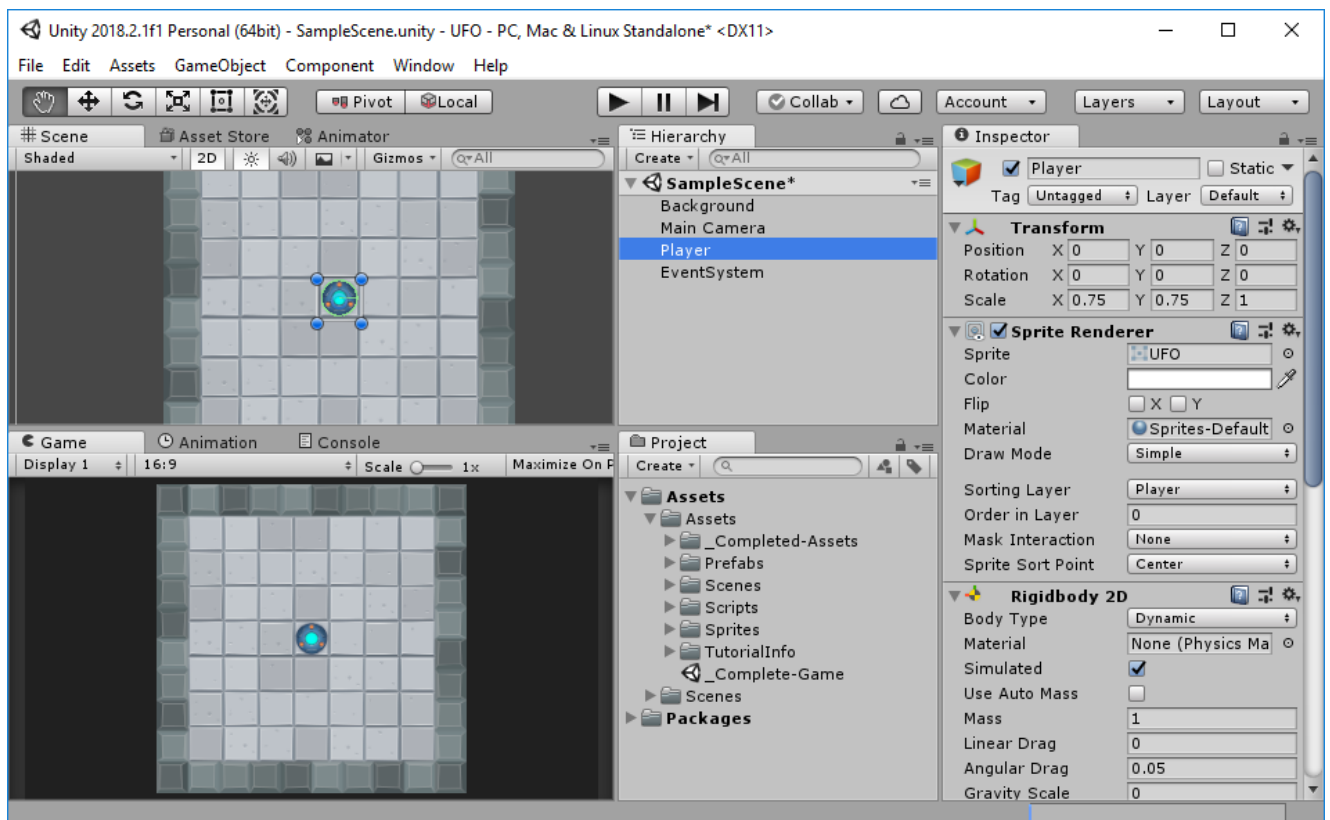 Unity 2018.2.1f1 Personal (64bit) - SampleScene.unity - UFO - PC, Mac & Linux Standalone* <DX11>
File Edit Assets GameObject Component Window Help
Pivot Local Collab Account Layers Layout
Scene Asset Store Animator
Shaded 2D Gizmos All
Hierarchy
Create All
SampleScene*
Background
Main Camera
Player
EventSystem
Game Animation Console
Display 1 16:9 Scale 1x Maximize On P
Project
Create
Assets
Assets
_Completed-Assets
Prefabs
Scenes
Scripts
Sprites
TutorialInfo
_Complete-Game
Scenes
Packages
Inspector
Player Static
Tag Untagged Layer Default
Transform
Position X 0 Y 0 Z 0
Rotation X 0 Y 0 Z 0
Scale X 0.75 Y 0.75 Z 1
Sprite Renderer
Sprite UFO
Color
Flip X Y
Material Sprites-Default
Draw Mode Simple
Sorting Layer Player
Order in Layer 0
Mask Interaction None
Sprite Sort Point Center
Rigidbody 2D
Body Type Dynamic
Material None (Physics Ma
Simulated
Use Auto Mass
Mass 1
Linear Drag 0
Angular Drag 0.05
Gravity Scale 0